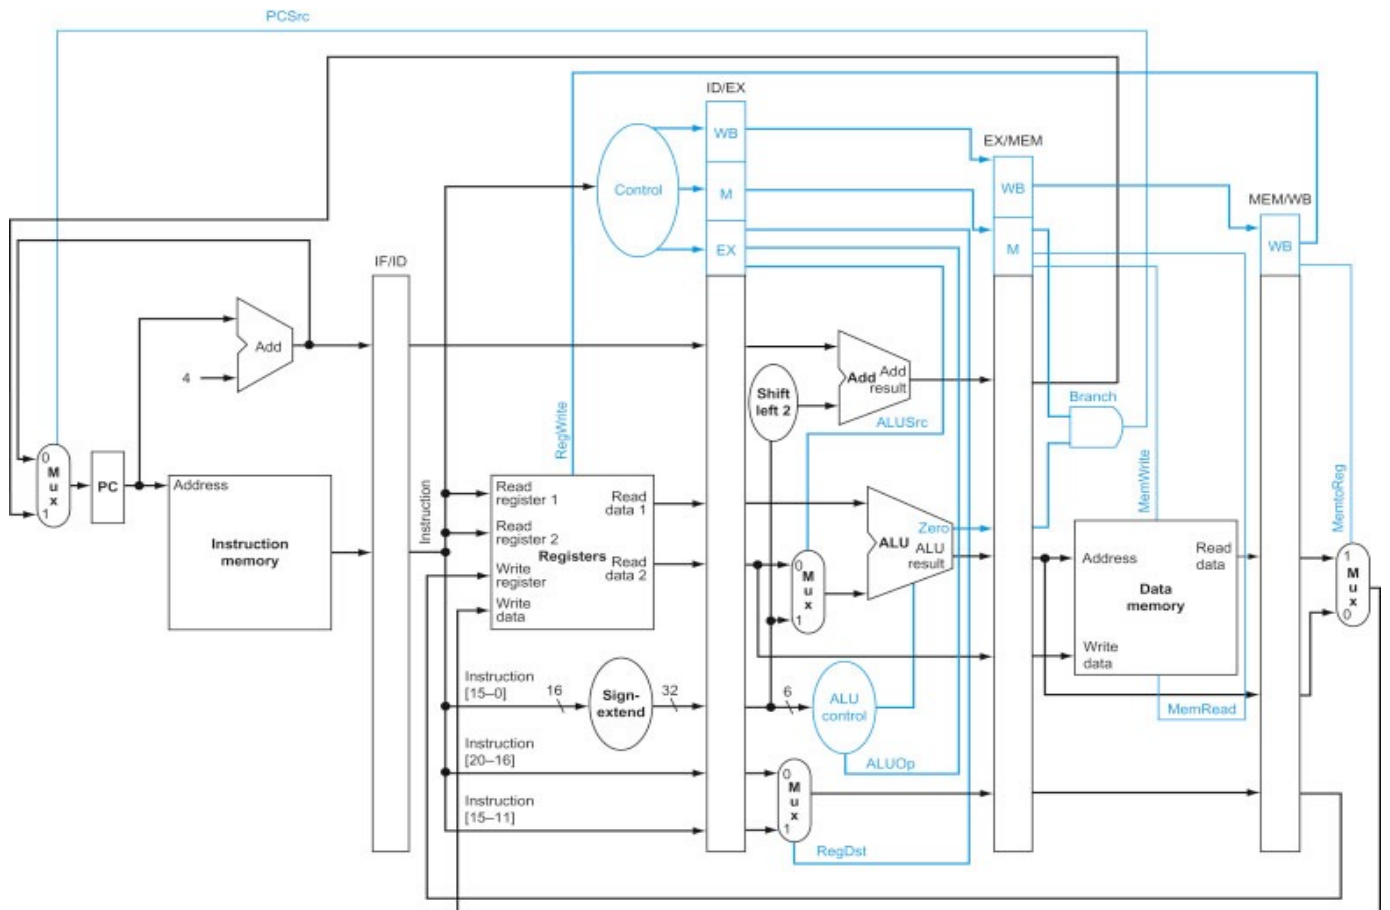 PCSrc
ID/EX
WB
EX/MEM
Control
M
WB
MEM/WB
EX
M
WB
IF/ID
Add
4
Shift
left 2
Add
Add
result
ALUSrc
Branch
RegWrite
MemWrite
MemtoReg
0
M
u
x
1
PC
Address
Instruction
memory
Instruction
Read
register 1
Read
register 2
Write
register
Write
data
Registers
Read
data 1
Read
data 2
0
M
u
x
1
Zero
ALU
ALU
result
Address
Read
data
Data
memory
Write
data
1
M
u
x
0
Instruction
[15–0]
16
Sign-
extend
32
6
ALU
control
MemRead
Instruction
[20–16]
ALUOp
0
M
u
x
1
Instruction
[15–11]
RegDst